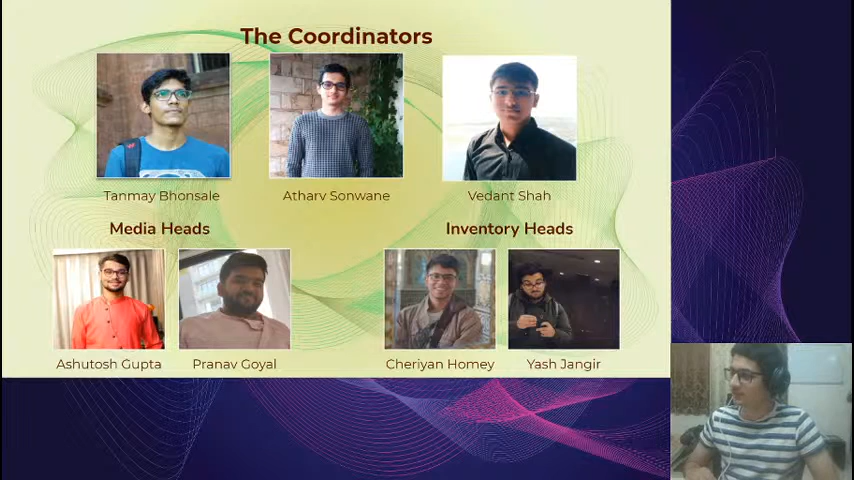 The Coordinators
Tanmay Bhonsale
Atharv Sonwane
Vedant Shah
Media Heads
Inventory Heads
Ashutosh Gupta
Pranav Goyal
Cheriyan Homey
Yash Jangir